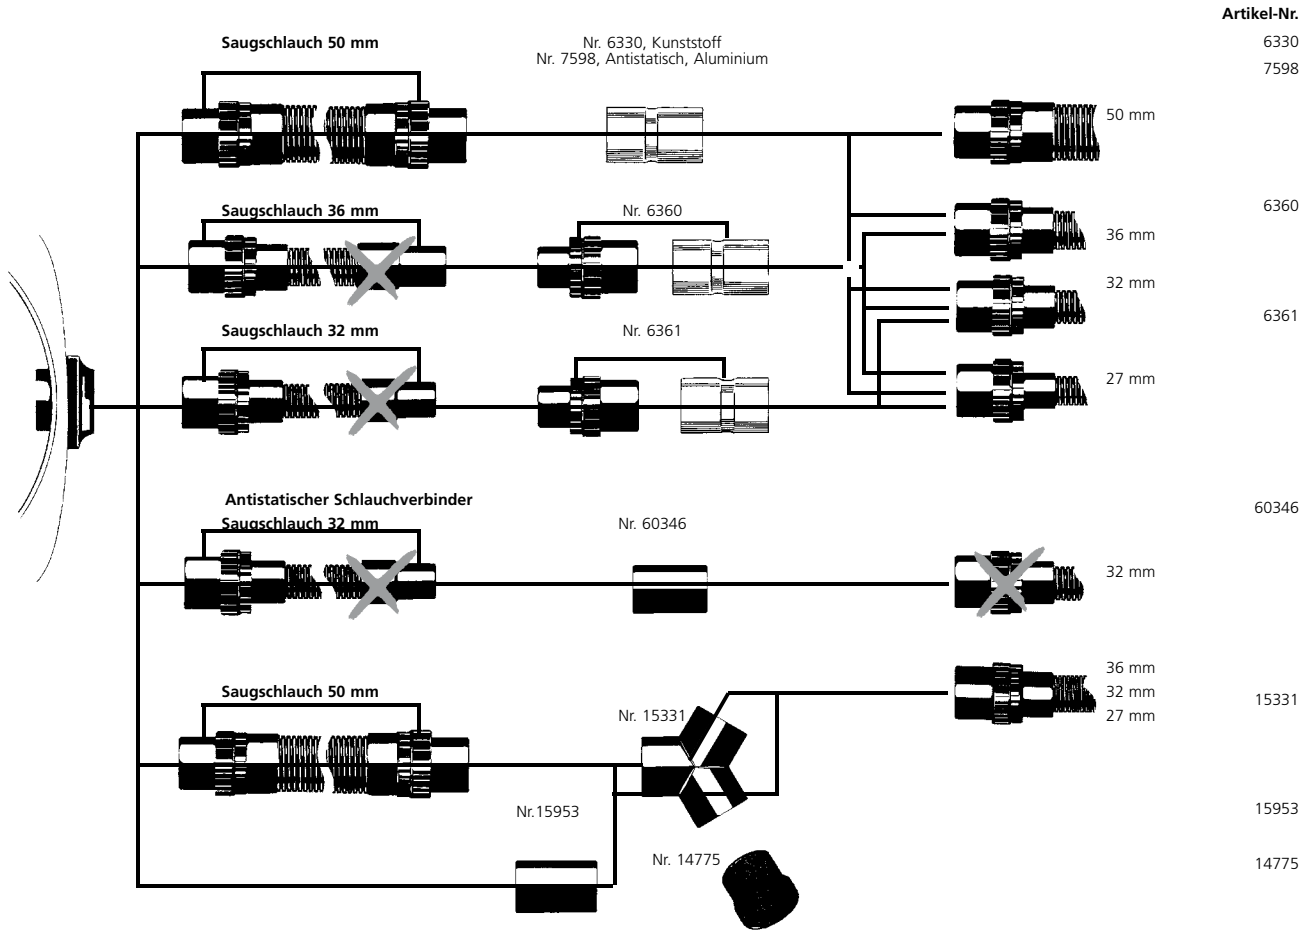 Artikel-Nr.
Saugschlauch 50 mm
Nr. 6330, Kunststoff
6330
Nr. 7598, Antistatisch, Aluminium
7598
50 mm
Saugschlauch 36 mm
Nr. 6360
6360
36 mm
32 mm
Saugschlauch 32 mm
Nr. 6361
6361
27 mm
Antistatischer Schlauchverbinder
Saugschlauch 32 mm
Nr. 60346
60346
32 mm
36 mm
Saugschlauch 50 mm
32 mm
15331
Nr. 15331
27 mm
Nr.15953
15953
Nr. 14775
14775